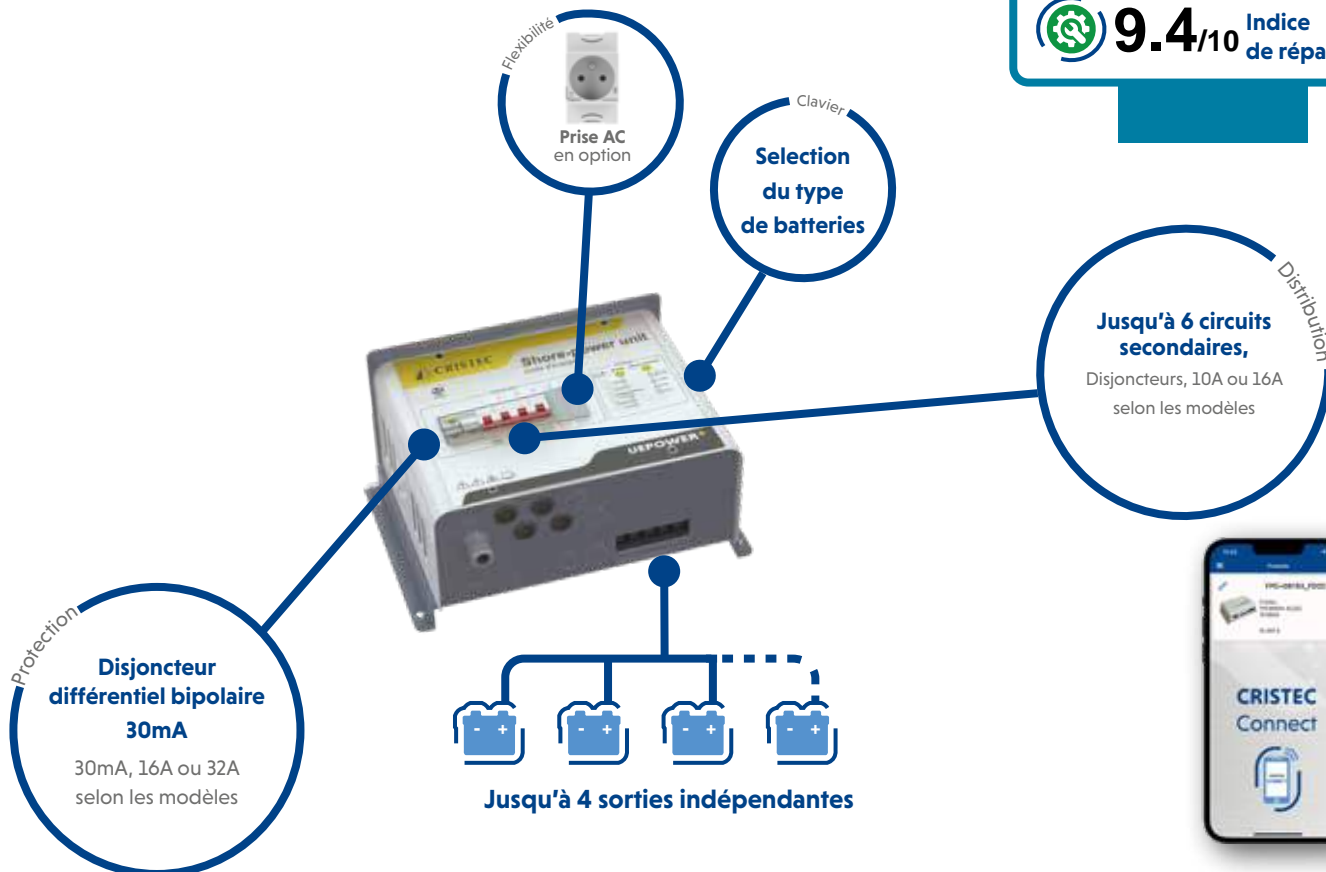 Flexibilité
Prise AC
en option
Clavier
Selection
du type
de batteries
9.4/10 Indice
de répa
Distribution
Jusqu'à 6 circuits
secondaires,
Disjoncteurs, 10A ou 16A
selon les modèles
CRISTEC
Shore-power unit
UEPOWER
Protection
Disjoncteur
différentiel bipolaire
30mA
30mA, 16A ou 32A
selon les modèles
- +
- +
- +
- +
Jusqu'à 4 sorties indépendantes
CRISTEC
Connect